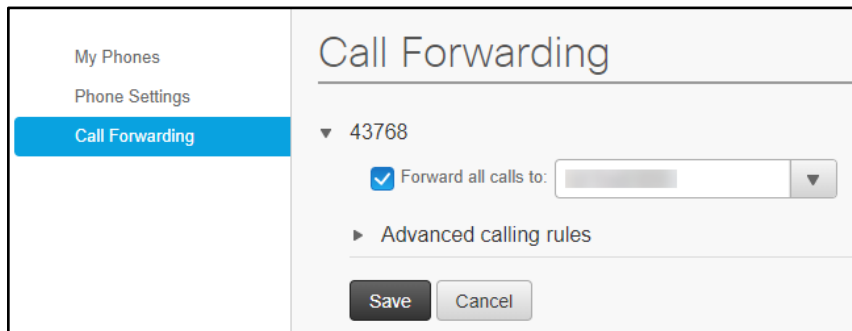 My Phones
Phone Settings
Call Forwarding
Call Forwarding
43768
Forward all calls to:
Advanced calling rules
Save
Cancel